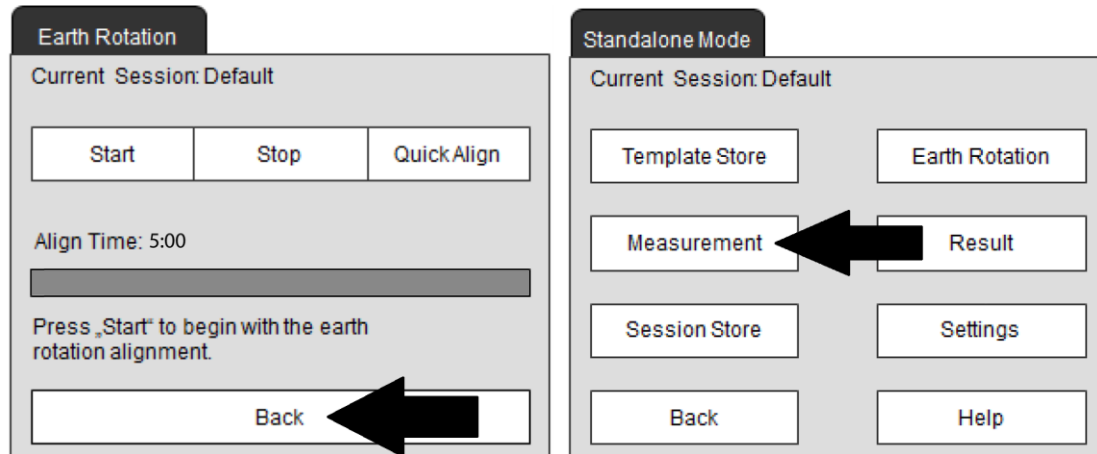 Earth Rotation
Current Session: Default
Start Stop Quick Align
Align Time: 5:00
Press „Start“ to begin with the earth
rotation alignment.
Back
Standalone Mode
Current Session: Default
Template Store Earth Rotation
Measurement Result
Session Store Settings
Back Help